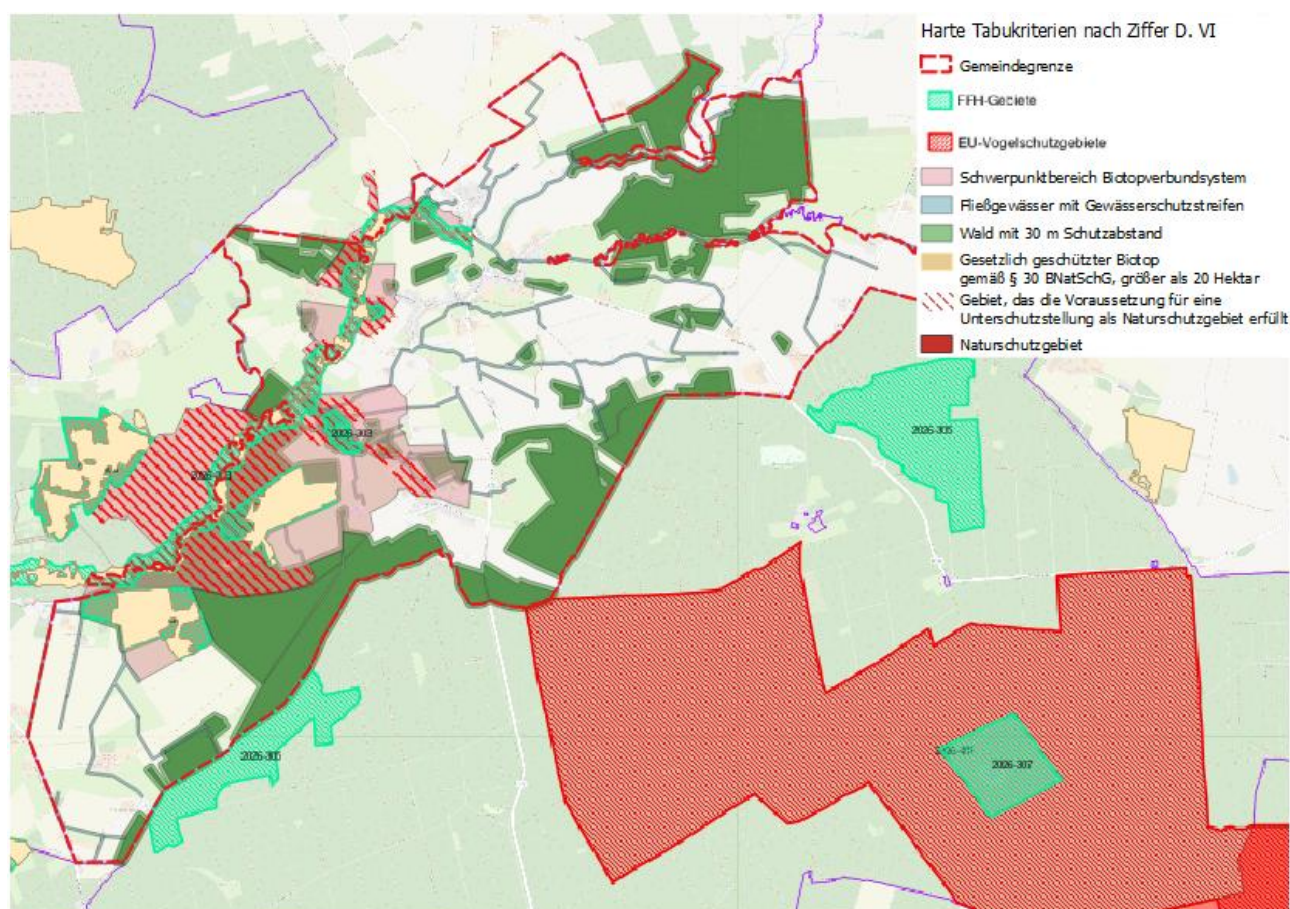 Harte Tabukriterien nach Ziffer D. VI
Gemeindegrenze
FFH-Gebiete
EU-Vogelschutzgebiete
Schwerpunktbereich Biotopverbundsystem
Fließgewässer mit Gewässerschutzstreifen
Wald mit 30 m Schutzabstand
Gesetzlich geschützter Biotop
gemäß § 30 BNatSchG, größer als 20 Hektar
Gebiet, das die Voraussetzung für eine
Unterschutzstellung als Naturschutzgebiet erfüllt
Naturschutzgebiet
2026-305
2026-303
2026-307